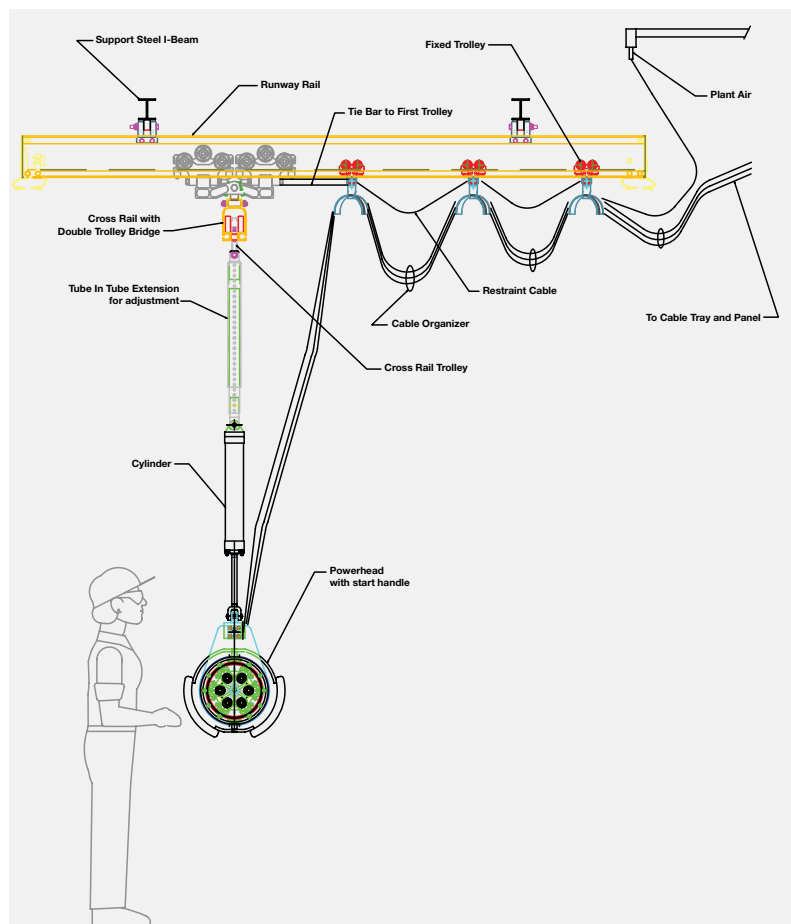 Support Steel I-Beam
Fixed Trolley
Runway Rail
Plant Air
Tie Bar to First Trolley
Cross Rail with
Double Trolley Bridge
Tube In Tube Extension
for adjustment
Restraint Cable
To Cable Tray and Panel
Cable Organizer
Cross Rail Trolley
Cylinder
Powerhead
with start handle